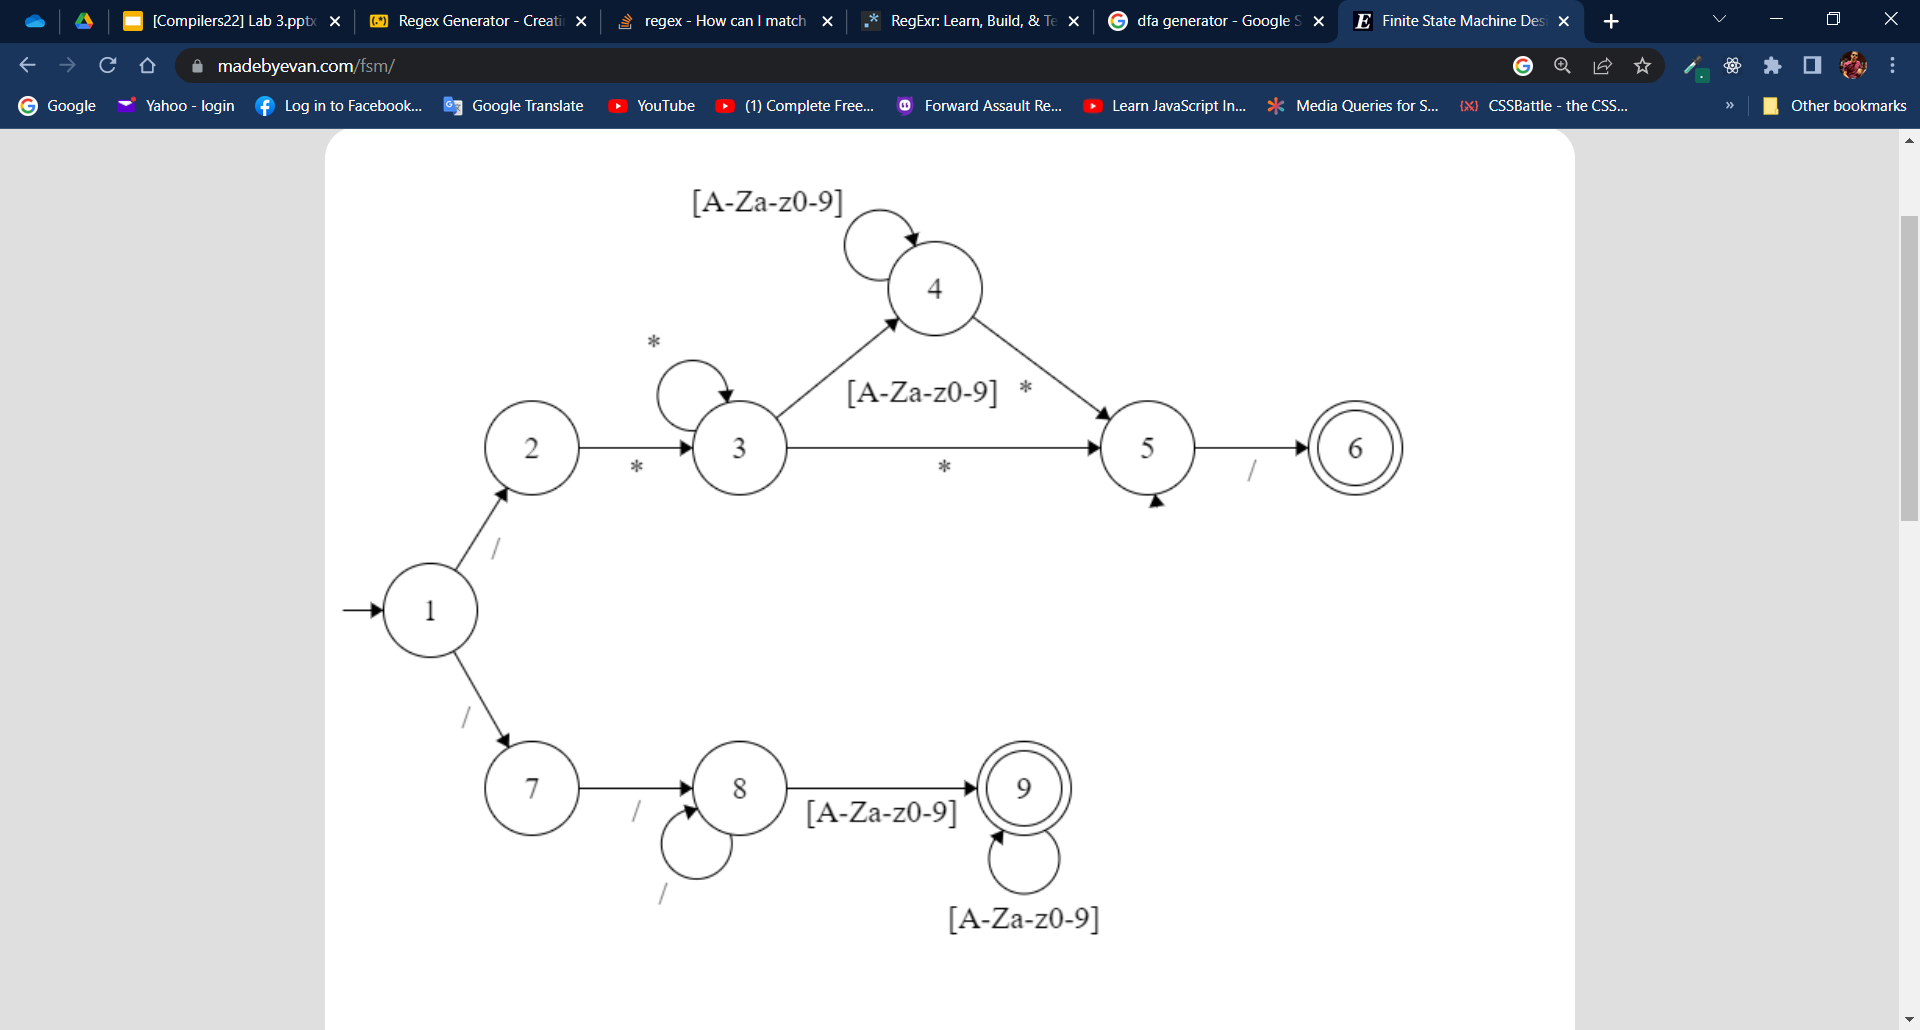 [Compilers22] Lab 3.pptx
Regex Generator - Creati
regex - How can I match
RegExr: Learn, Build, & Te
dfa generator - Google S
Finite State Machine Des
madebyevan.com/fsm/
Google
Yahoo - login
Log in to Facebook...
Google Translate
YouTube
(1) Complete Free...
Forward Assault Re...
Learn JavaScript In...
Media Queries for S...
CSSBattle - the CSS...
»
Other bookmarks
[A-Za-z0-9]
4
*
[A-Za-z0-9]
*
2
*
3
*
5
/
6
/
1
/
7
/
8
[A-Za-z0-9]
9
/
[A-Za-z0-9]